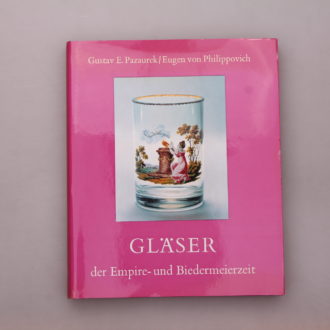 Gustav E. Pazaurek/Eugen von Philippovich
GLÄSER
der Empire- und Biedermeierzeit